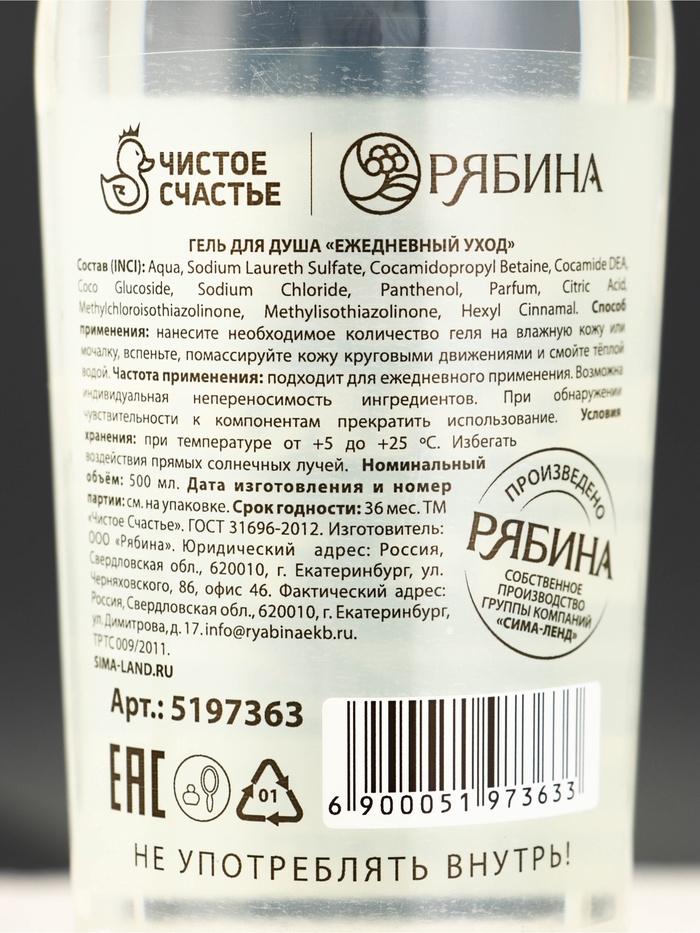 ЧИСТОЕ
СЧАСТЬЕ
РЯБИНА
ГЕЛЬ ДЛЯ ДУША «ЕЖЕДНЕВНЫЙ УХОД»
Состав (INCI): Aqua, Sodium Laureth Sulfate, Cocamidopropyl Betaine, Cocamide DEA,
Coco Glucoside, Sodium Chloride, Panthenol, Parfum, Citric Acid,
Methylchloroisothiazolinone, Methylisothiazolinone, Hexyl Cinnamal. Способ
применения: нанесите необходимое количество геля на влажную кожу или
мочалку, вспеньте, помассируйте кожу круговыми движениями и смойте тёплой
водой. Частота применения: подходит для ежедневного применения. Возможна
индивидуальная непереносимость ингредиентов. При обнаружении
чувствительности к компонентам прекратить использование. Условия
хранения: при температуре от +5 до +25 ºС. Избегать
воздействия прямых солнечных лучей. Номинальный
объём: 500 мл. Дата изготовления и номер
партии: см. на упаковке. Срок годности: 36 мес. ТМ
«Чистое Счастье». ГОСТ 31696-2012. Изготовитель:
ООО «Рябина». Юридический адрес: Россия,
Свердловская обл., 620010, г. Екатеринбург, ул.
Черняховского, 86, офис 46. Фактический адрес:
Россия, Свердловская обл., 620010, г. Екатеринбург,
ул. Димитрова, д. 17. info@ryabinaekb.ru.
ТР ТС 009/2011.
SIMA-LAND.RU
ПРОИЗВЕДЕНО
РЯБИНА
СОБСТВЕННОЕ
ПРОИЗВОДСТВО
ГРУППЫ КОМПАНИЙ
«СИМА-ЛЕНД»
Арт.: 5197363
EAC
01
6 900051 973633
НЕ УПОТРЕБЛЯТЬ ВНУТРЬ!